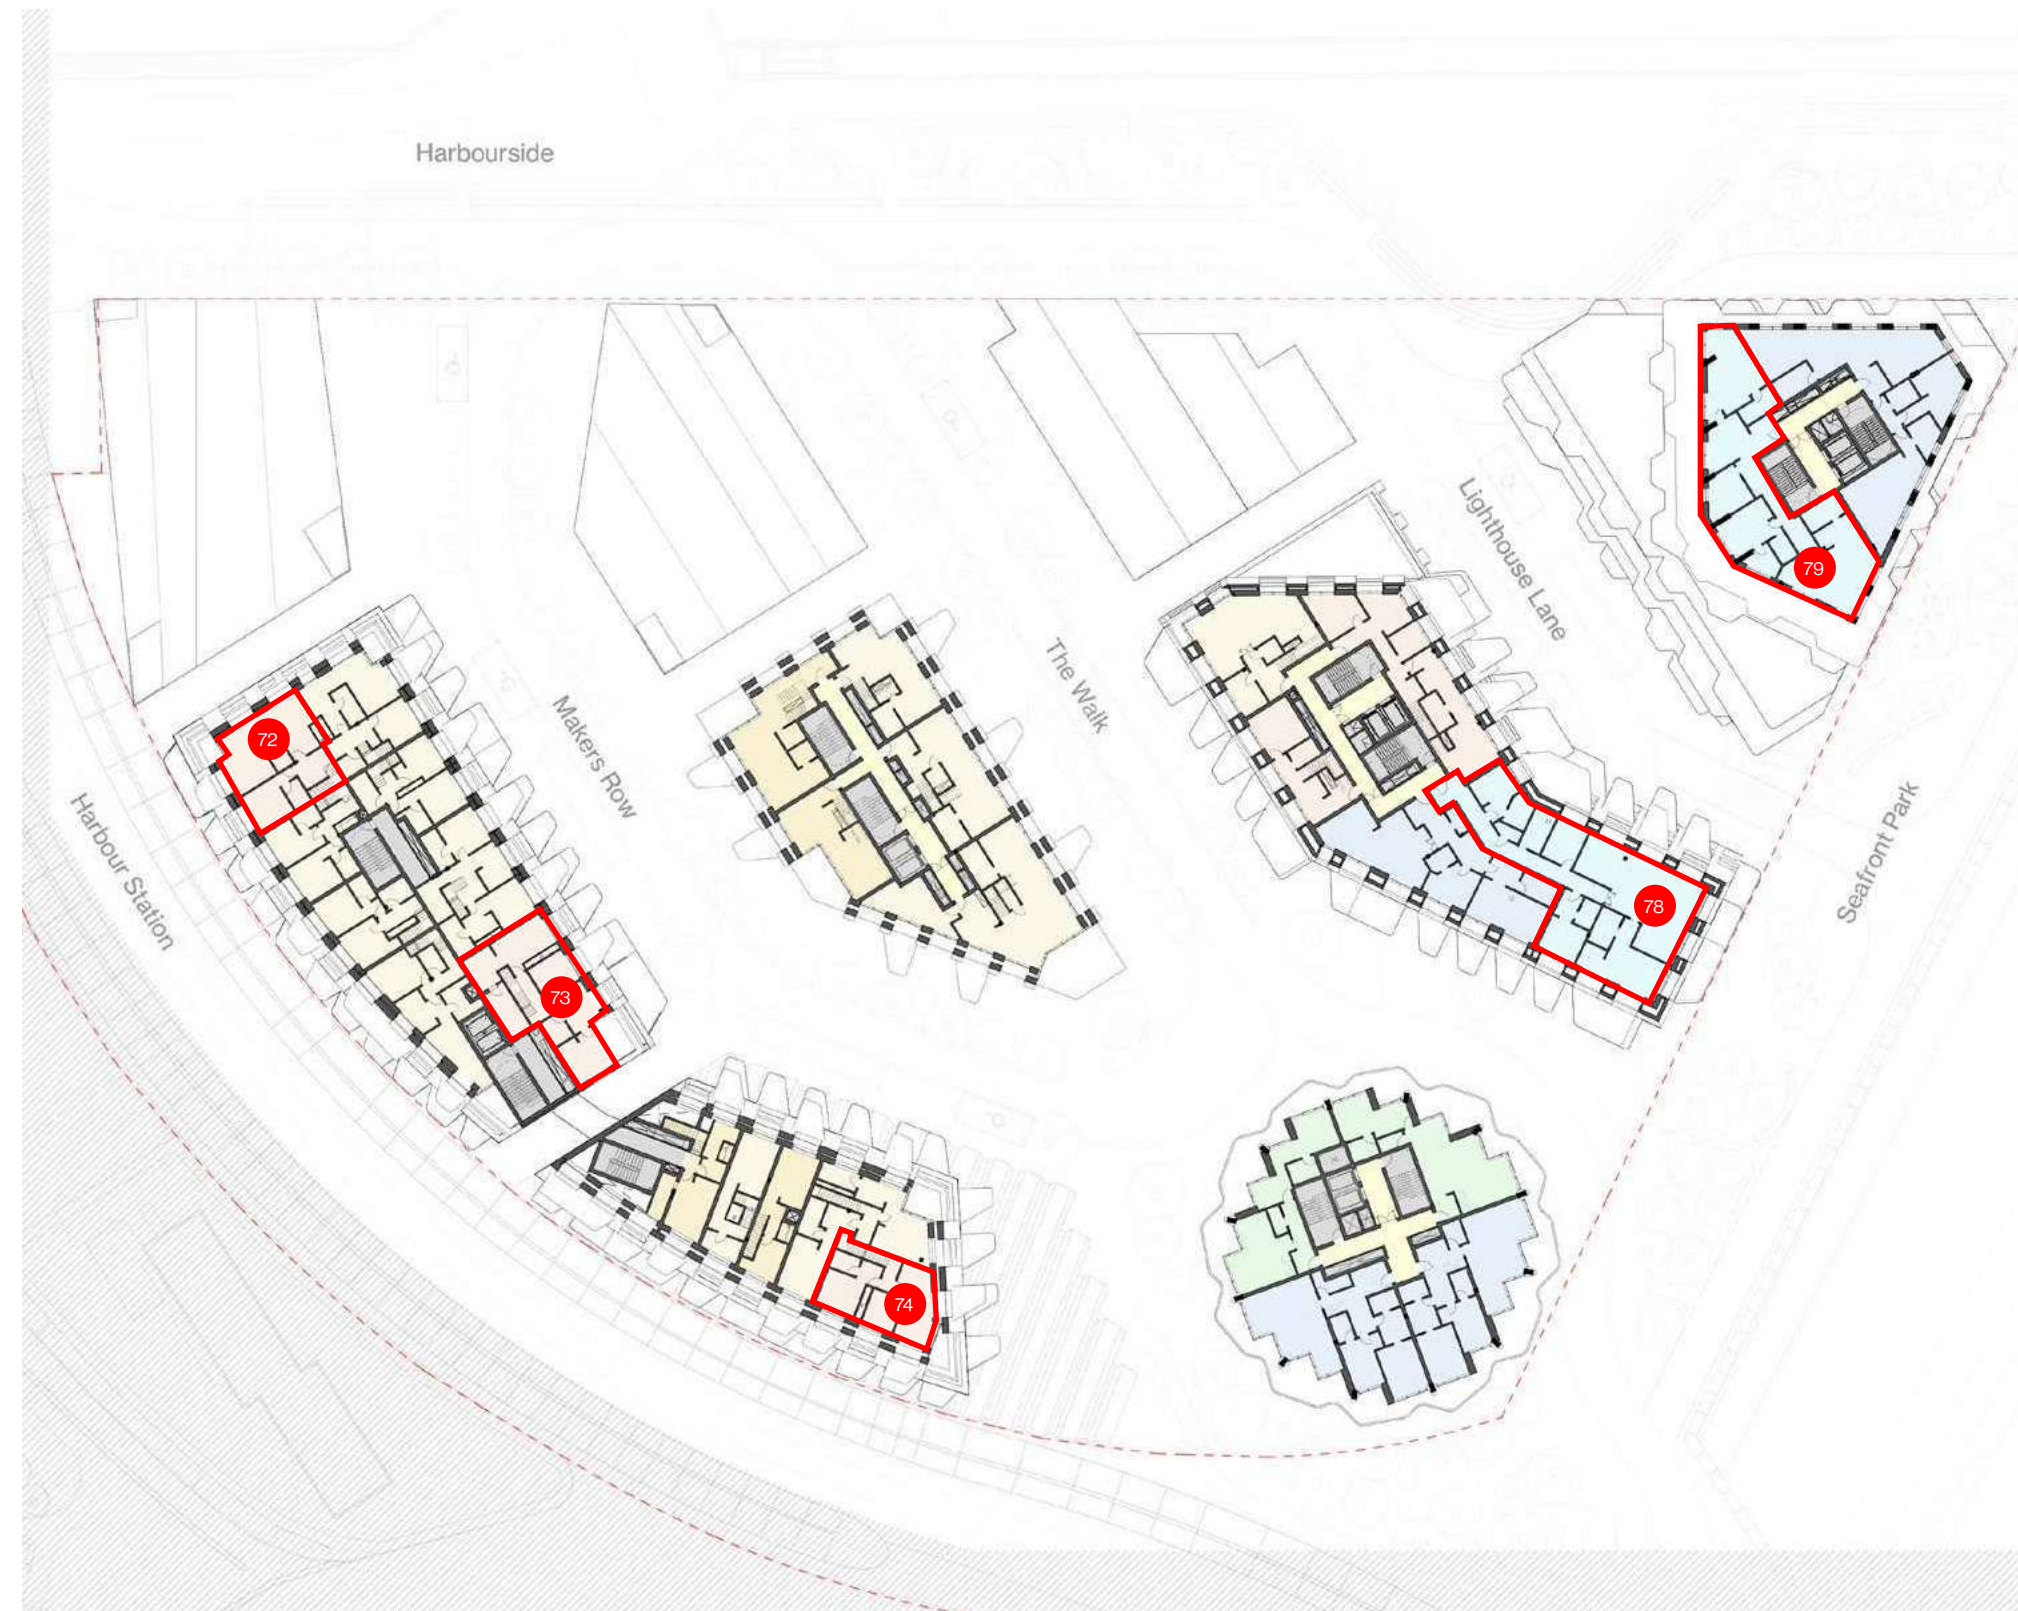 Harbourside
Lighthouse Lane
79
The Walk
Makers Row
72
Seafront Park
Harbour Station
78
73
74